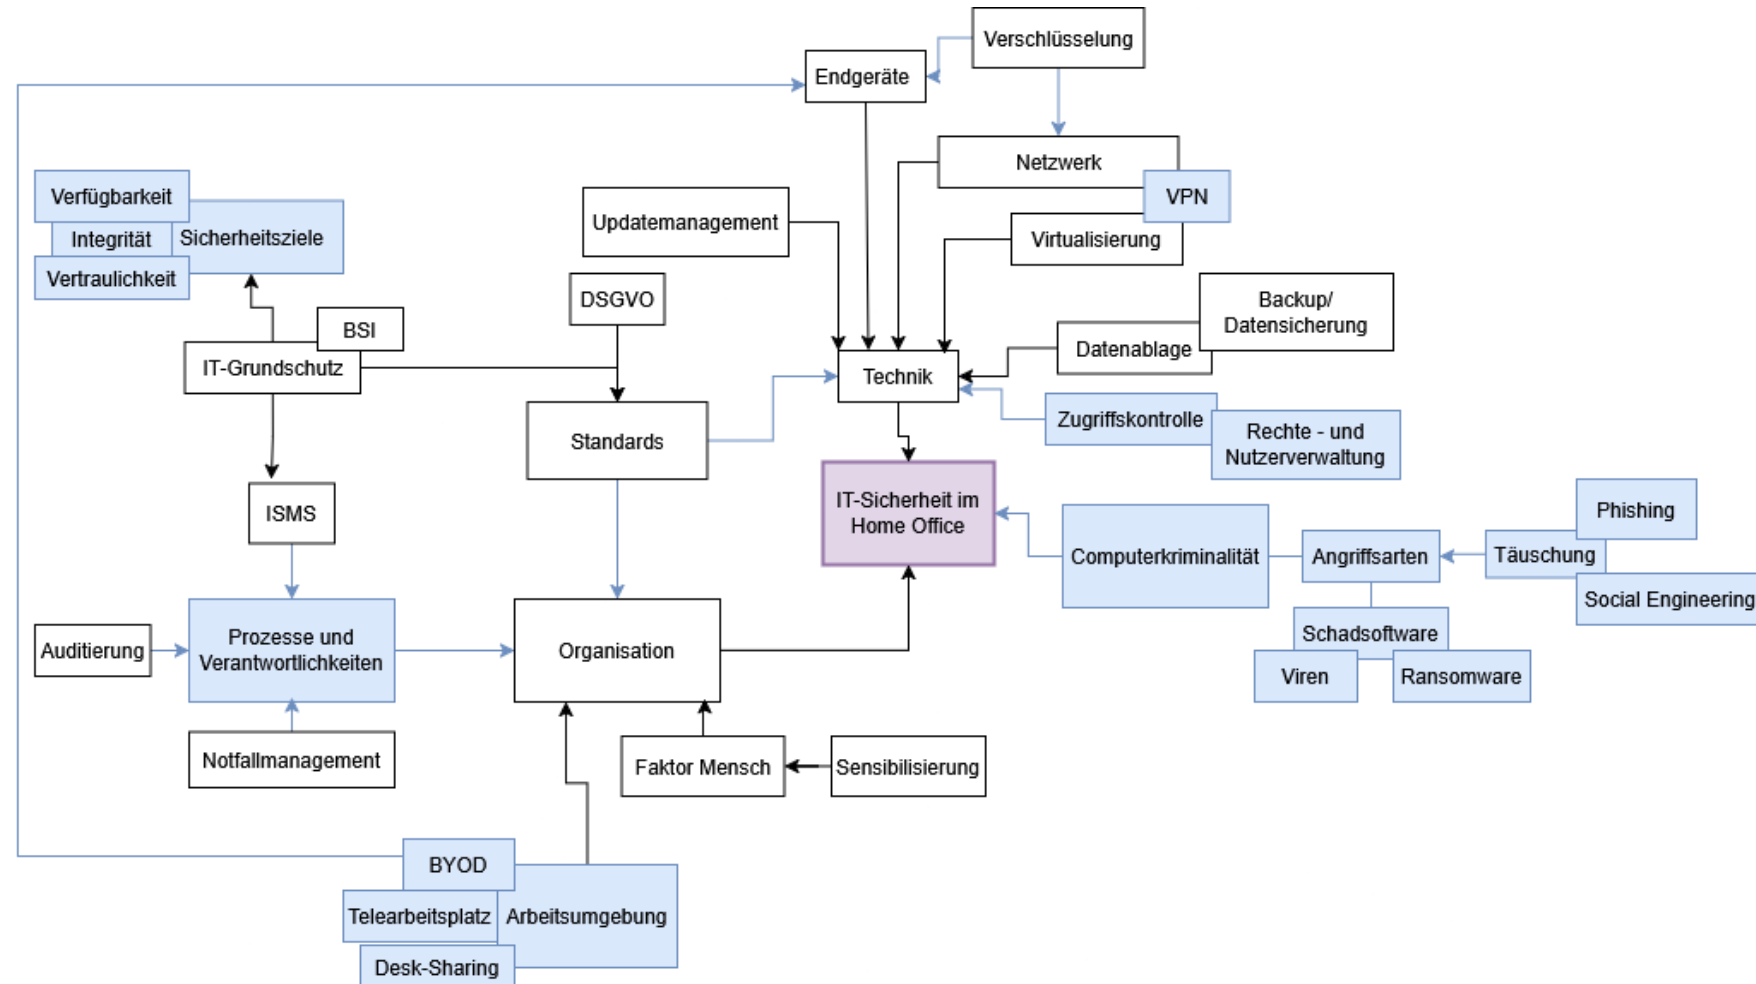 Verschlüsselung
Endgeräte
Netzwerk
VPN
Verfügbarkeit
Updatemanagement
Integrität
Sicherheitsziele
Virtualisierung
Vertraulichkeit
DSGVO
Backup/
Datensicherung
BSI
Datenablage
IT-Grundschutz
Technik
Zugriffskontrolle
Rechte - und
Nutzerverwaltung
Standards
IT-Sicherheit im
Home Office
Phishing
ISMS
Computerkriminalität
Angriffsarten
Täuschung
Social Engineering
Prozesse und
Verantwortlichkeiten
Auditierung
Organisation
Schadsoftware
Viren
Ransomware
Notfallmanagement
Faktor Mensch
Sensibilisierung
BYOD
Telearbeitsplatz
Arbeitsumgebung
Desk-Sharing